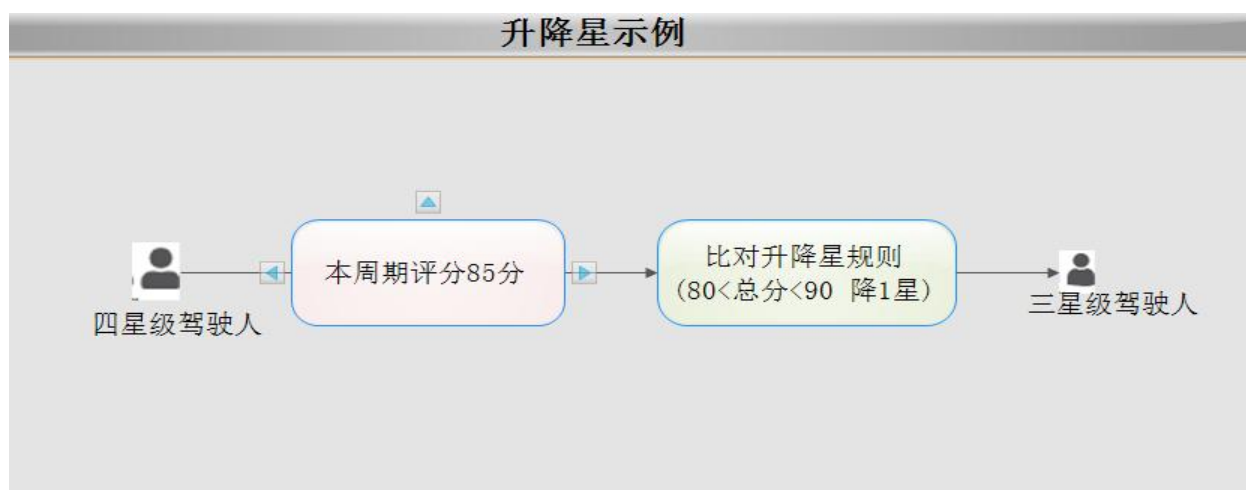 升降星示例
四星级驾驶人
本周期评分85分
比对升降星规则
(80<总分<90 降1星)
三星级驾驶人